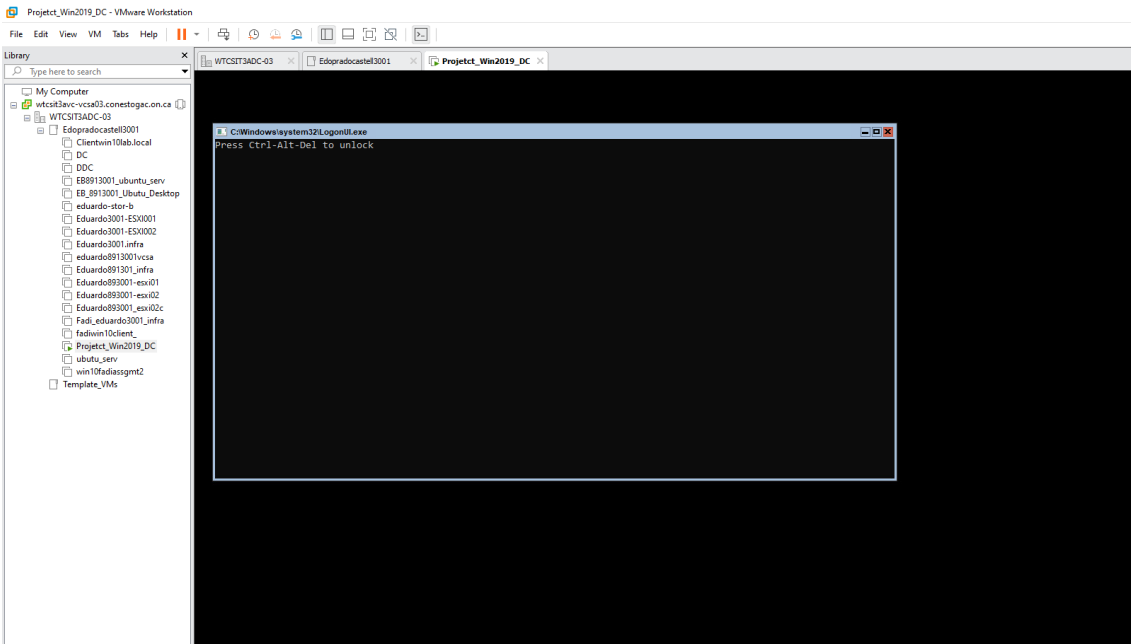 Projetct_Win2019_DC - VMware Workstation
File Edit View VM Tabs Help
Library
Type here to search
WTCSIT3ADC-03
Edopradocastell3001
Projetct_Win2019_DC
My Computer
wtcsit3avc-vcsa03.conestogac.on.ca
WTCSIT3ADC-03
Edopradocastell3001
Clientwin10lab.local
DC
DDC
EB8913001_ubuntu_serv
EB_8913001_Ubutu_Desktop
eduardo-stor-b
Eduardo3001-ESXI001
Eduardo3001-ESXI002
Eduardo3001.infra
eduardo8913001vcsa
Eduardo891301_infra
Eduardo893001-esxi01
Eduardo893001-esxi02
Eduardo893001_esxi02c
Fadi_eduardo3001_infra
fadiwin10client_
Projetct_Win2019_DC
ubutu_serv
win10fadiassgmt2
Template_VMs
C:\Windows\system32\LogonUI.exe
Press Ctrl-Alt-Del to unlock